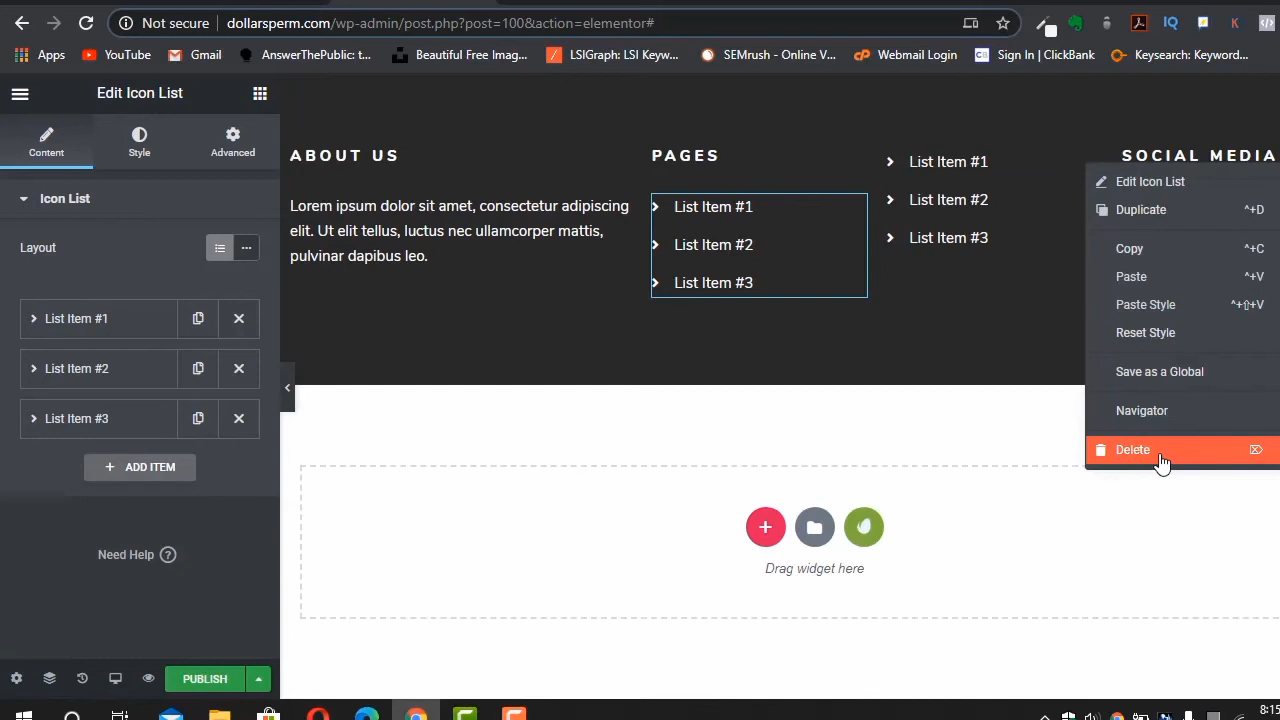 Not secure dollarsperm.com/wp-admin/post.php?post=100&action=elementor#
Apps YouTube Gmail AnswerThePublic: t... Beautiful Free Imag... LSIGraph: LSI Keyw... SEMrush - Online V... Webmail Login Sign In | ClickBank Keysearch: Keyword...
Edit Icon List
Content Style Advanced
Icon List
Layout
List Item #1
List Item #2
List Item #3
+ ADD ITEM
Need Help ?
PUBLISH
ABOUT US
Lorem ipsum dolor sit amet, consectetur adipiscing
elit. Ut elit tellus, luctus nec ullamcorper mattis,
pulvinar dapibus leo.
PAGES
List Item #1
List Item #2
List Item #3
List Item #1
List Item #2
List Item #3
SOCIAL MEDIA
Edit Icon List
Duplicate ^+D
Copy ^+C
Paste ^+V
Paste Style ^+⇧+V
Reset Style
Save as a Global
Navigator
Delete
Drag widget here
8:15